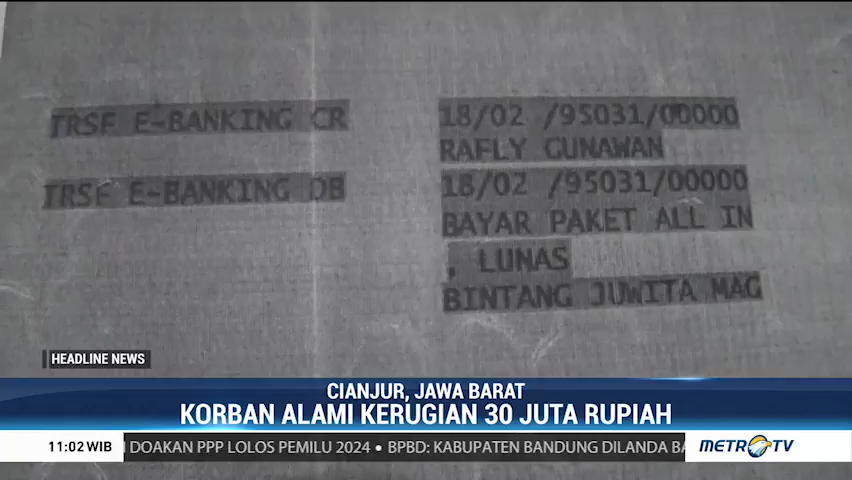 TRSF E-BANKING CR 18/02 /95031/00000
RAFLY GUNAWAN
TRSF E-BANKING DB 18/02 /95031/00000
BAYAR PAKET ALL IN
, LUNAS
BINTANG JUWITA MAG
HEADLINE NEWS
CIANJUR, JAWA BARAT
KORBAN ALAMI KERUGIAN 30 JUTA RUPIAH
11:02 WIB DOAKAN PPP LOLOS PEMILU 2024 • BPBD: KABUPATEN BANDUNG DILANDA METRO TV